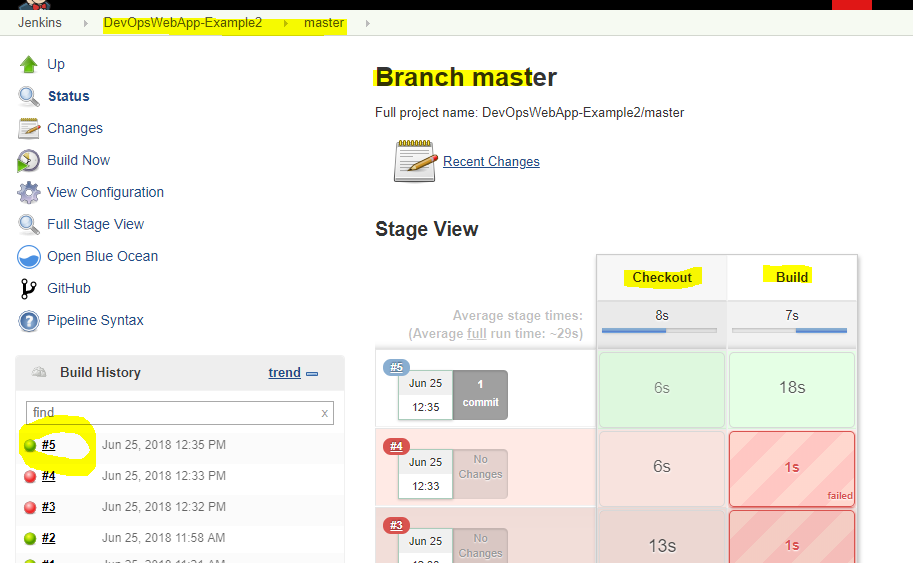 Jenkins DevOpsWebApp-Example2 master
Up
Status
Changes
Build Now
View Configuration
Full Stage View
Open Blue Ocean
GitHub
Pipeline Syntax
Build History trend
find x
#5 Jun 25, 2018 12:35 PM
#4 Jun 25, 2018 12:33 PM
#3 Jun 25, 2018 12:32 PM
#2 Jun 25, 2018 11:58 AM
Branch master
Full project name: DevOpsWebApp-Example2/master
Recent Changes
Stage View
Checkout Build
Average stage times: 8s 7s
(Average full run time: ~29s)
#5
Jun 25
12:35
1
commit
6s 18s
#4
Jun 25
12:33
No
Changes
6s 1s
failed
#3
Jun 25
No
Changes
13s 1s